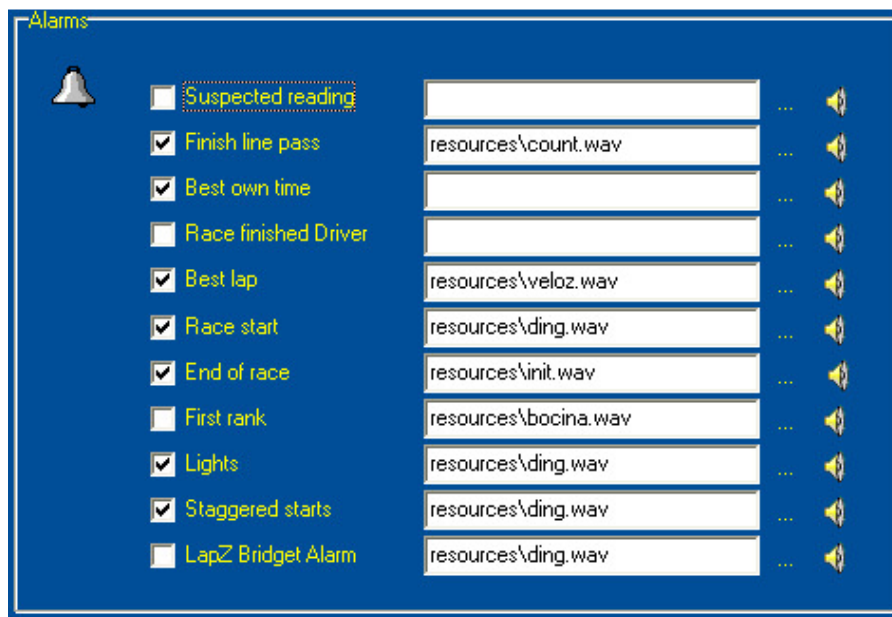 Alarms
Suspected reading ...
Finish line pass resources\count.wav ...
Best own time ...
Race finished Driver ...
Best lap resources\veloz.wav ...
Race start resources\ding.wav ...
End of race resources\init.wav ...
First rank resources\bocina.wav ...
Lights resources\ding.wav ...
Staggered starts resources\ding.wav ...
LapZ Bridget Alarm resources\ding.wav ...